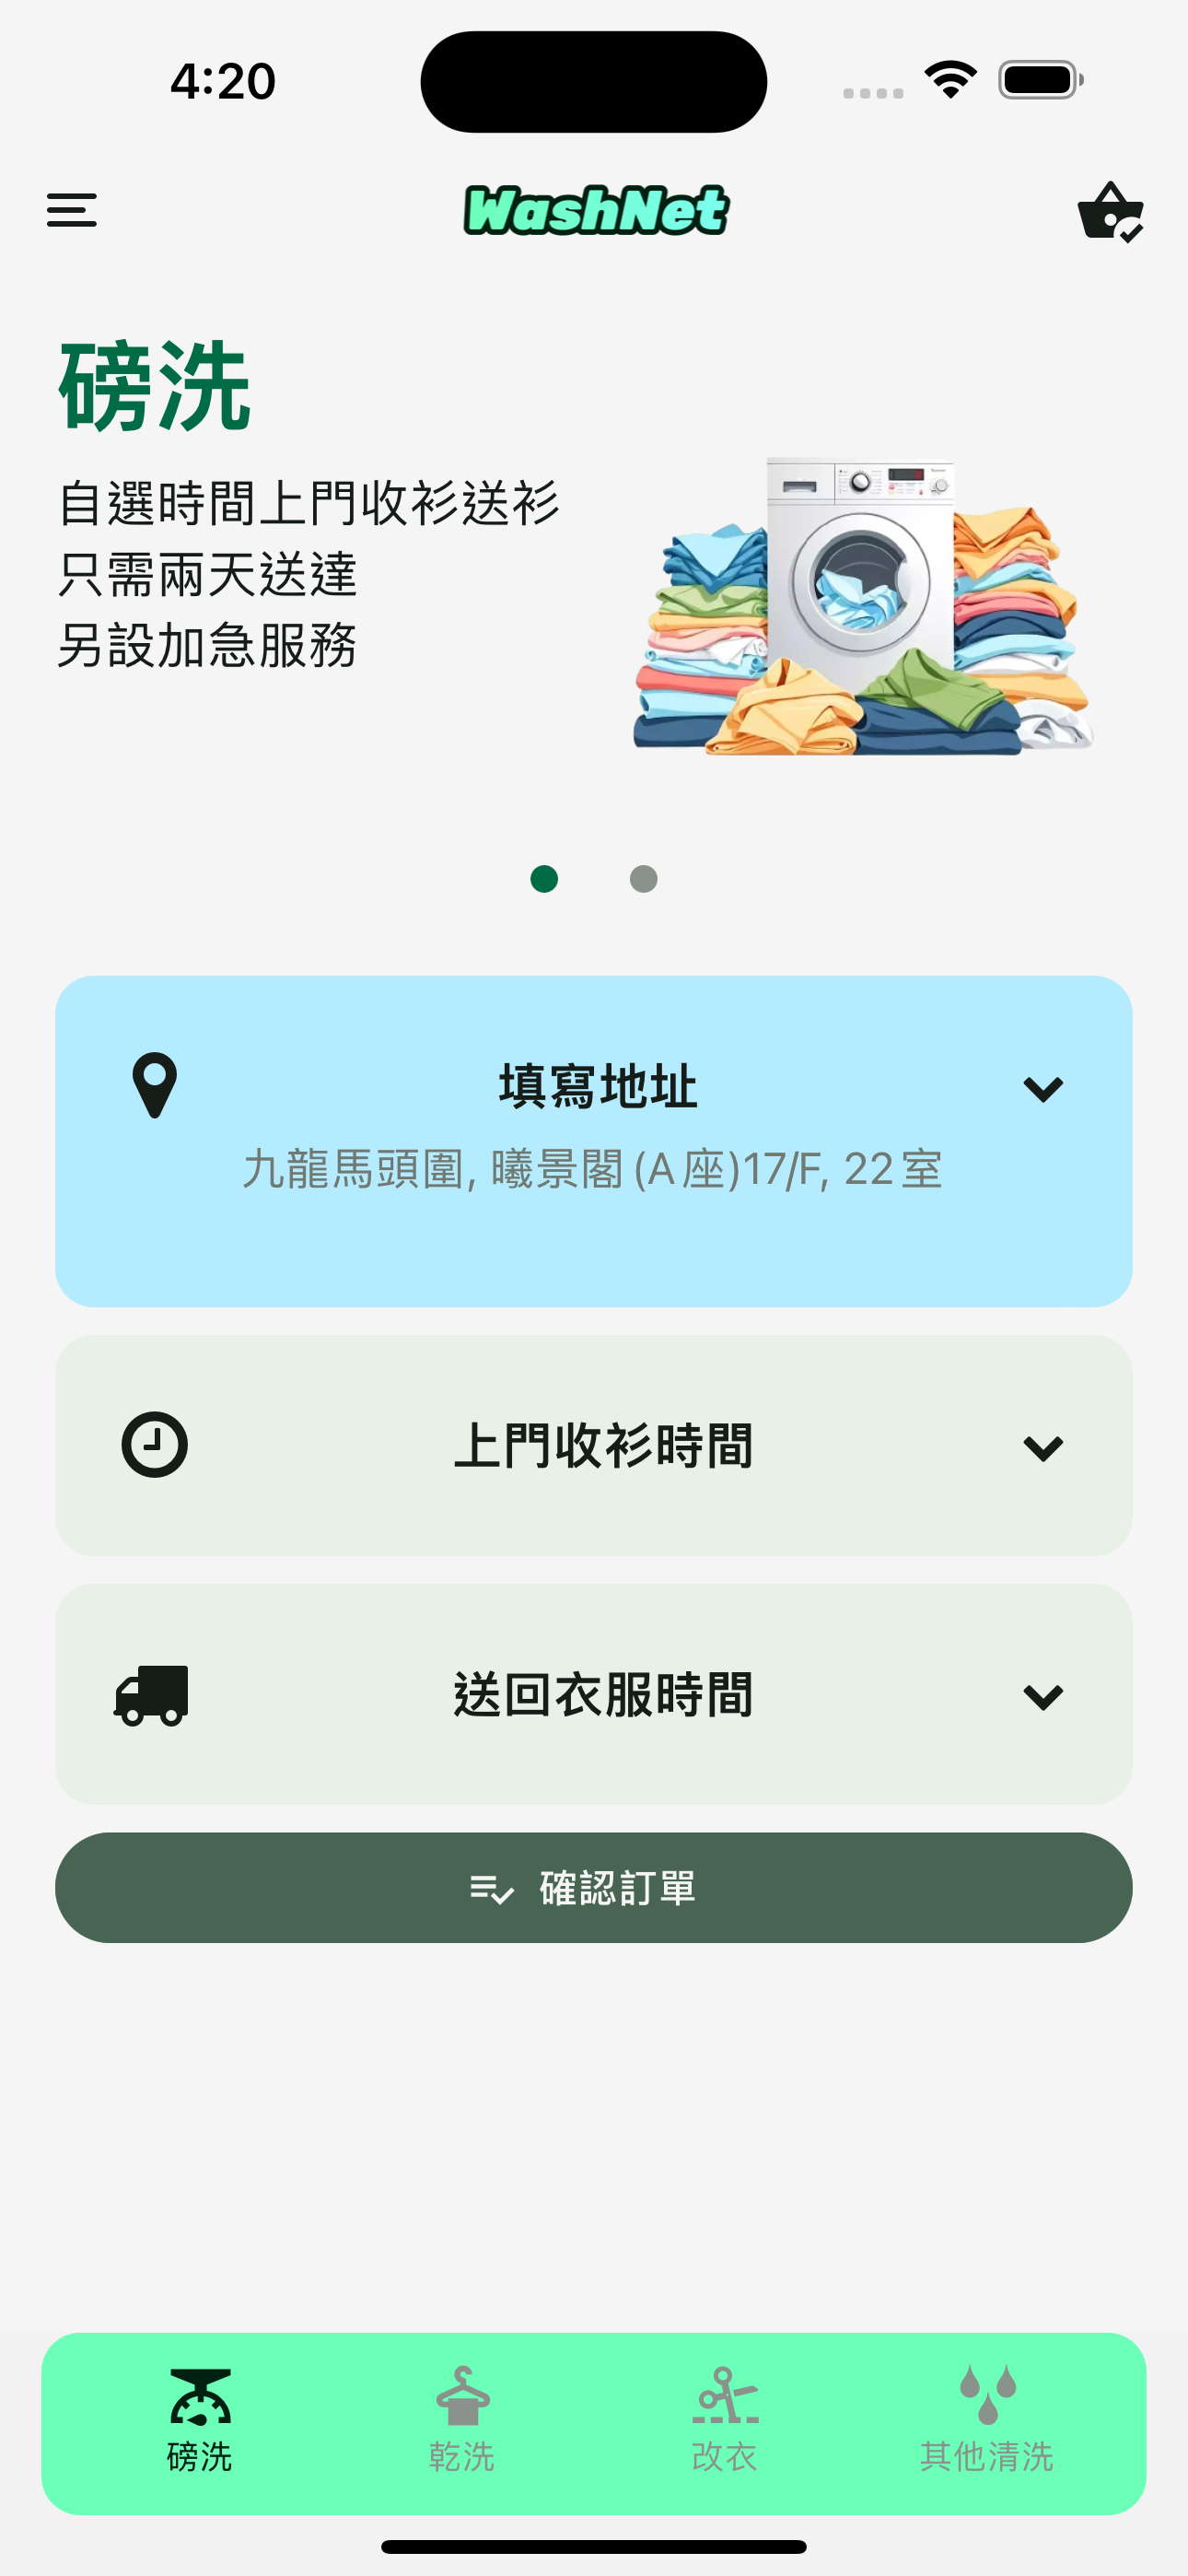 4:20
WashNet
磅洗
自選時間上門收衫送衫
只需兩天送達
另設加急服務
填寫地址
九龍馬頭圍, 曦景閣 (A 座)17/F, 22 室
上門收衫時間
送回衣服時間
確認訂單
磅洗 乾洗 改衣 其他清洗